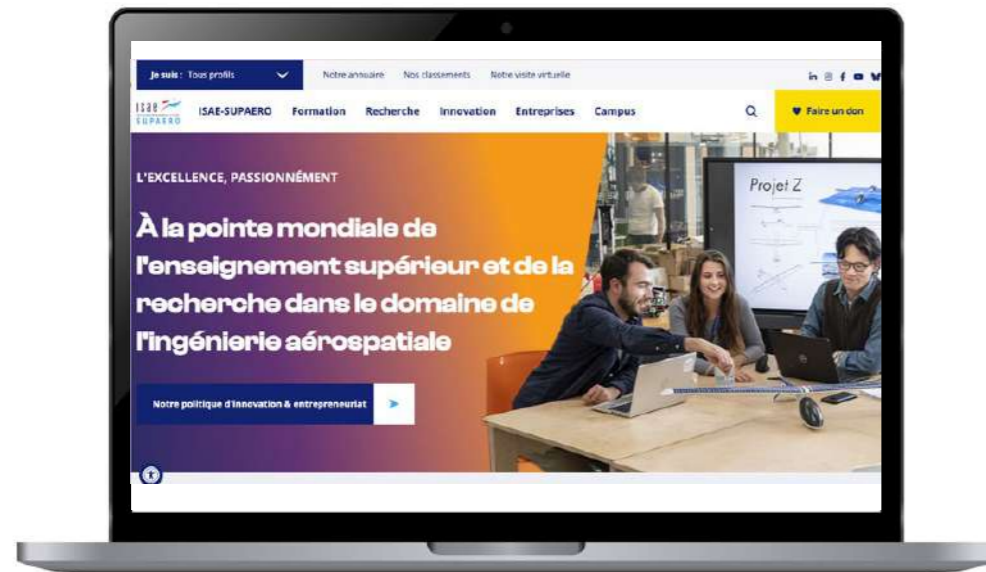 Je suis : Tous profils
Notre annuaire Nos classements Notre visite virtuelle
isae
SUPAERO
ISAE-SUPAERO Formation Recherche Innovation Entreprises Campus
Faire un don
L'EXCELLENCE, PASSIONNÉMENT
À la pointe mondiale de
l'enseignement supérieur et de la
recherche dans le domaine de
l'ingénierie aérospatiale
Notre politique d'innovation & entrepreneuriat
Projet Z